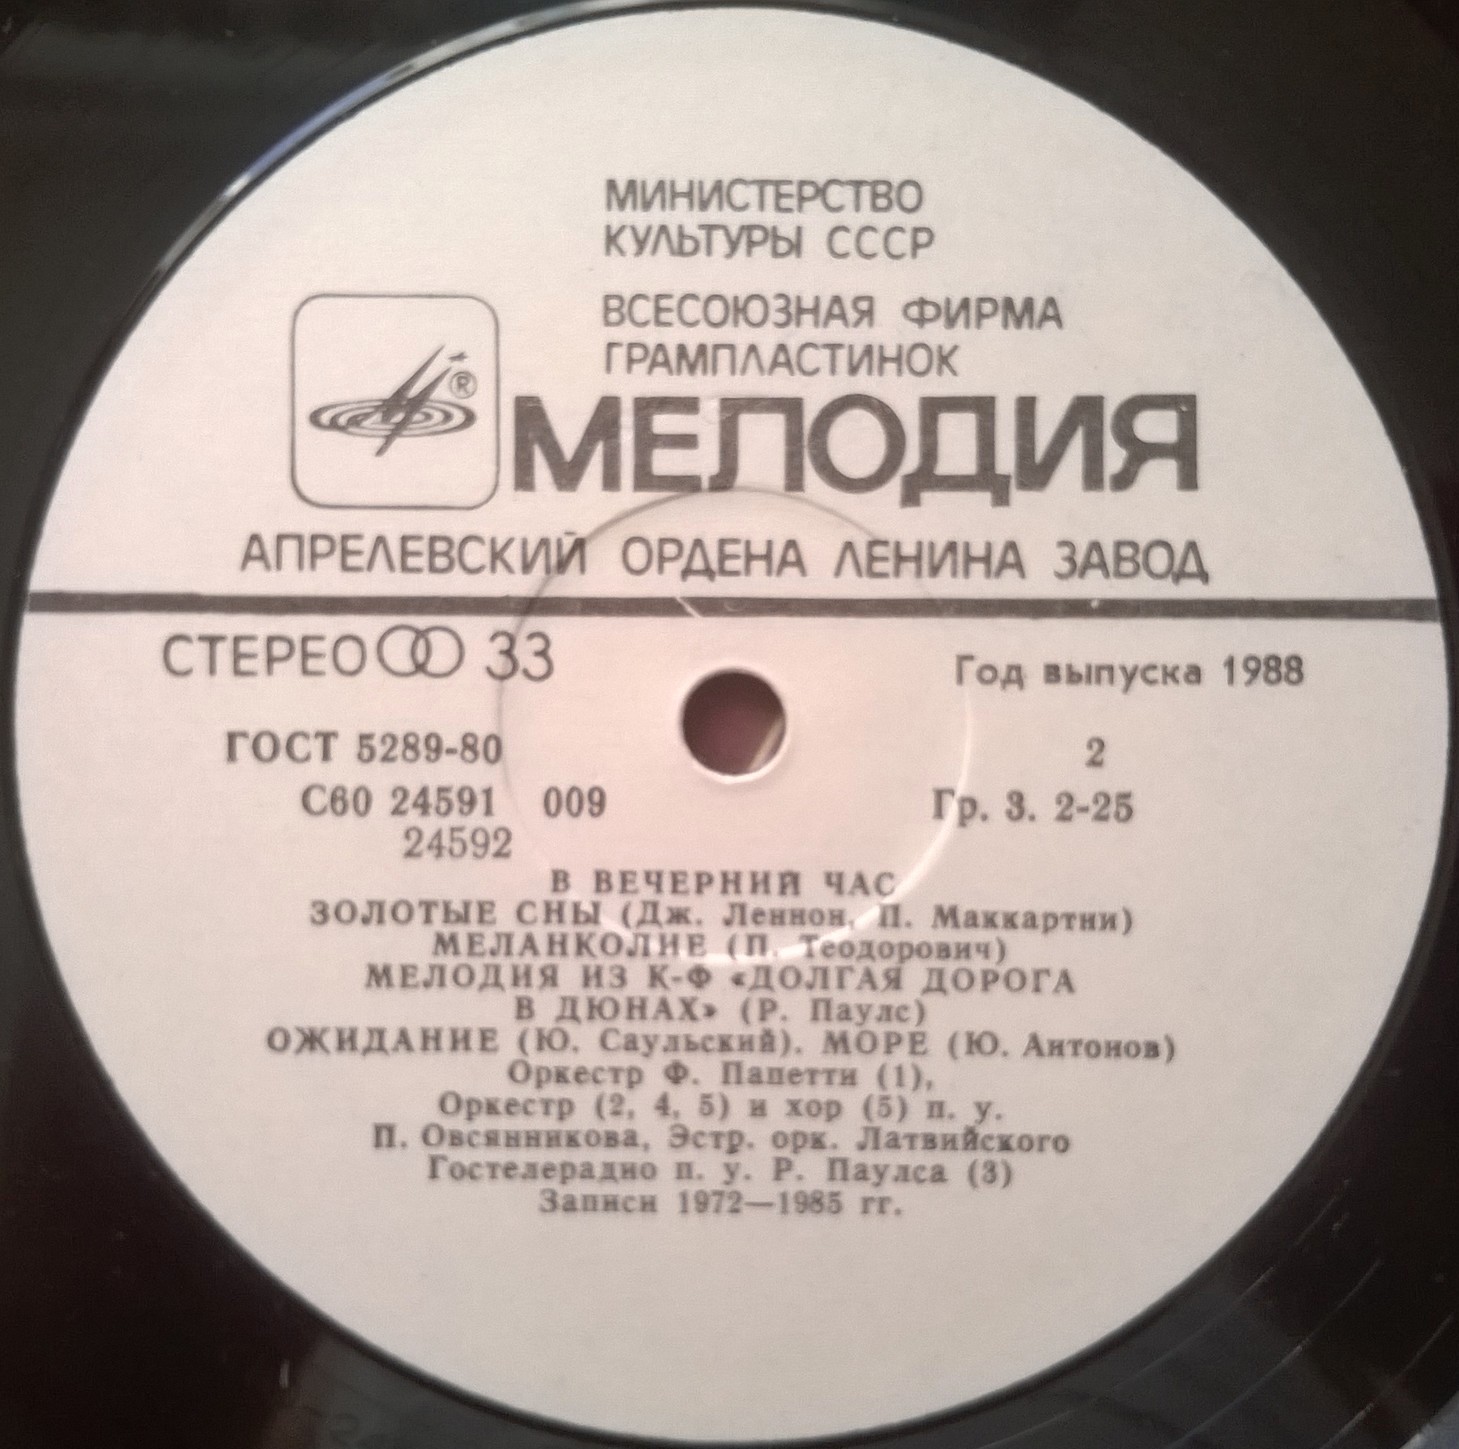 МИНИСТЕРСТВО
КУЛЬТУРЫ СССР
ВСЕСОЮЗНАЯ ФИРМА
ГРАМПЛАСТИНОК
®
МЕЛОДИЯ
АПРЕЛЕВСКИЙ ОРДЕНА ЛЕНИНА ЗАВОД
СТЕРЕО 33
Год выпуска 1988
ГОСТ 5289-80
2
С60 24591 009
Гр. 3. 2-25
24592
В ВЕЧЕРНИЙ ЧАС
ЗОЛОТЫЕ СНЫ (Дж. Леннон, П. Маккартни)
МЕЛАНКОЛИЕ (П. Теодорович)
МЕЛОДИЯ ИЗ К-Ф «ДОЛГАЯ ДОРОГА
В ДЮНАХ» (Р. Паулс)
ОЖИДАНИЕ (Ю. Саульский). МОРЕ (Ю. Антонов)
Оркестр Ф. Папетти (1),
Оркестр (2, 4, 5) и хор (5) п. у.
П. Овсянникова, Эстр. орк. Латвийского
Гостелерадио п. у. Р. Паулса (3)
Записи 1972—1985 гг.